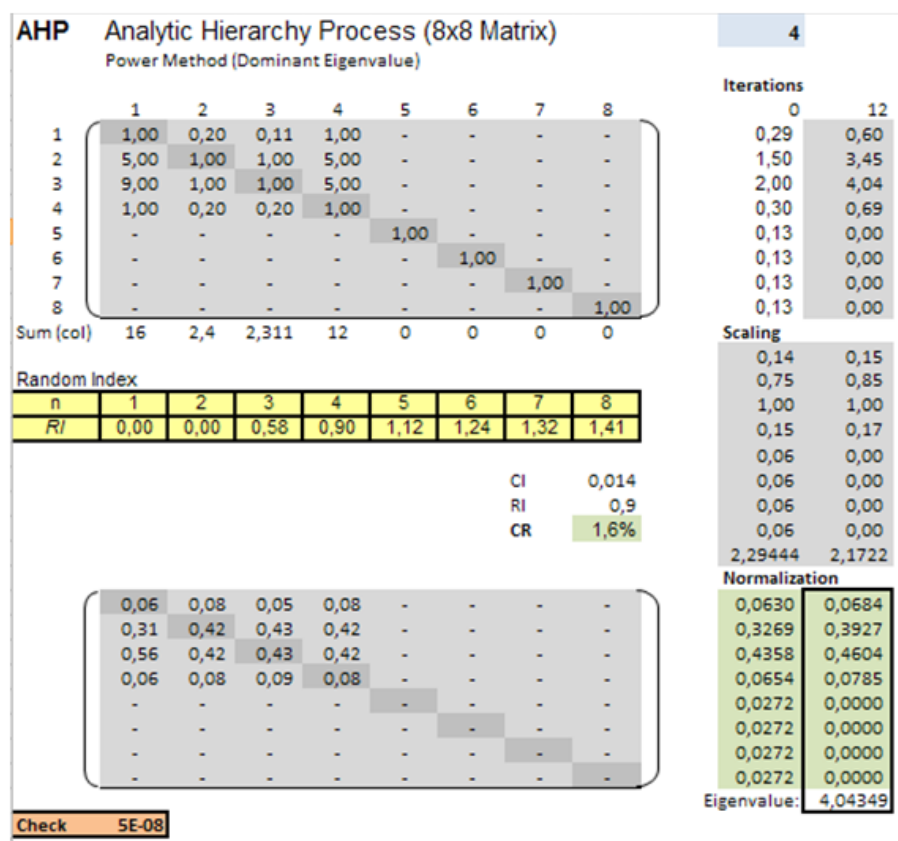 AHP Analytic Hierarchy Process (8x8 Matrix) 4
Power Method (Dominant Eigenvalue)
Iterations
1 2 3 4 5 6 7 8 0 12
1 1,00 0,20 0,11 1,00 - - - - 0,29 0,60
2 5,00 1,00 1,00 5,00 - - - - 1,50 3,45
3 9,00 1,00 1,00 5,00 - - - - 2,00 4,04
4 1,00 0,20 0,20 1,00 - - - - 0,30 0,69
5 - - - - 1,00 - - - 0,13 0,00
6 - - - - - 1,00 - - 0,13 0,00
7 - - - - - - 1,00 - 0,13 0,00
8 - - - - - - - 1,00 0,13 0,00
Sum (col) 16 2,4 2,311 12 0 0 0 0 Scaling
0,14 0,15
Random Index 0,75 0,85
n 1 2 3 4 5 6 7 8 1,00 1,00
RI 0,00 0,00 0,58 0,90 1,12 1,24 1,32 1,41 0,15 0,17
0,06 0,00
CI 0,014 0,06 0,00
RI 0,9 0,06 0,00
CR 1,6% 0,06 0,00
2,29444 2,1722
Normalization
0,06 0,08 0,05 0,08 - - - - 0,0630 0,0684
0,31 0,42 0,43 0,42 - - - - 0,3269 0,3927
0,56 0,42 0,43 0,42 - - - - 0,4358 0,4604
0,06 0,08 0,09 0,08 - - - - 0,0654 0,0785
- - - - - - - - 0,0272 0,0000
- - - - - - - - 0,0272 0,0000
- - - - - - - - 0,0272 0,0000
- - - - - - - - 0,0272 0,0000
Eigenvalue: 4,04349
Check 5E-08